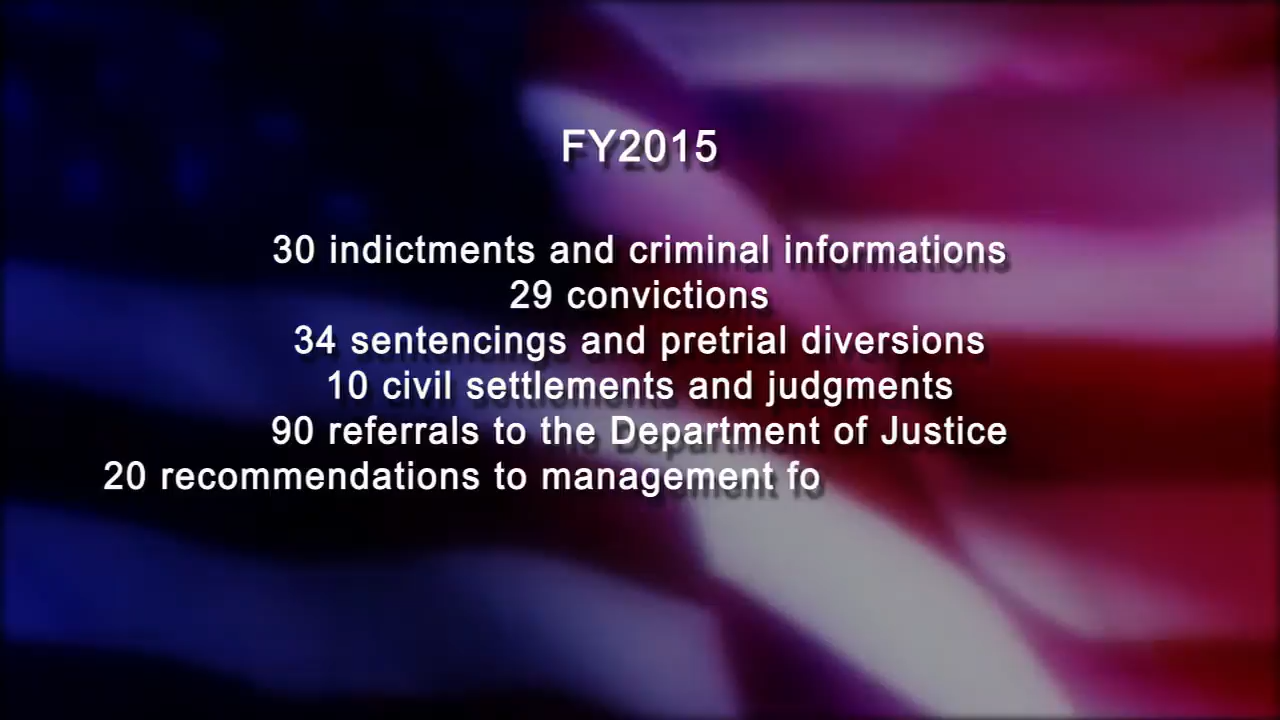 FY2015
30 indictments and criminal informations
29 convictions
34 sentencings and pretrial diversions
10 civil settlements and judgments
90 referrals to the Department of Justice
20 recommendations to management fo